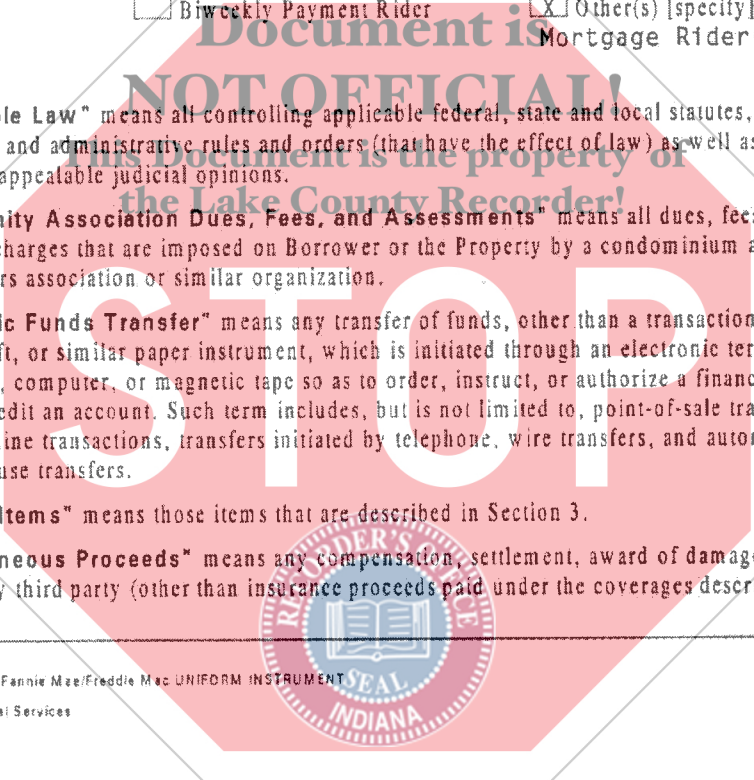 Biweekly Payment Rider
X Other(s) [specify]
Document is
Mortgage Rider
NOT OFFICIAL!
le Law" means all controlling applicable federal, state and local statutes,
and administrative rules and orders (that have the effect of law) as well as
This Document is the property of
appealable judicial opinions.
the Lake County Recorder!
nity Association Dues, Fees, and Assessments" means all dues, fees
charges that are imposed on Borrower or the Property by a condominium a
rs association or similar organization.
ic Funds Transfer" means any transfer of funds, other than a transaction
ft, or similar paper instrument, which is initiated through an electronic ter
, computer, or magnetic tape so as to order, instruct, or authorize a financ
edit an account. Such term includes, but is not limited to, point-of-sale tra
STOP
ine transactions, transfers initiated by telephone, wire transfers, and auto
use transfers.
Items" means those items that are described in Section 3.
neous Proceeds" means any compensation, settlement, award of damage
y third party (other than insurance proceeds paid under the coverages descr
RECORDER'S OFFICE
Fannie Mae/Freddie Mac UNIFORM INSTRUMENT
SEAL
al Services
INDIANA